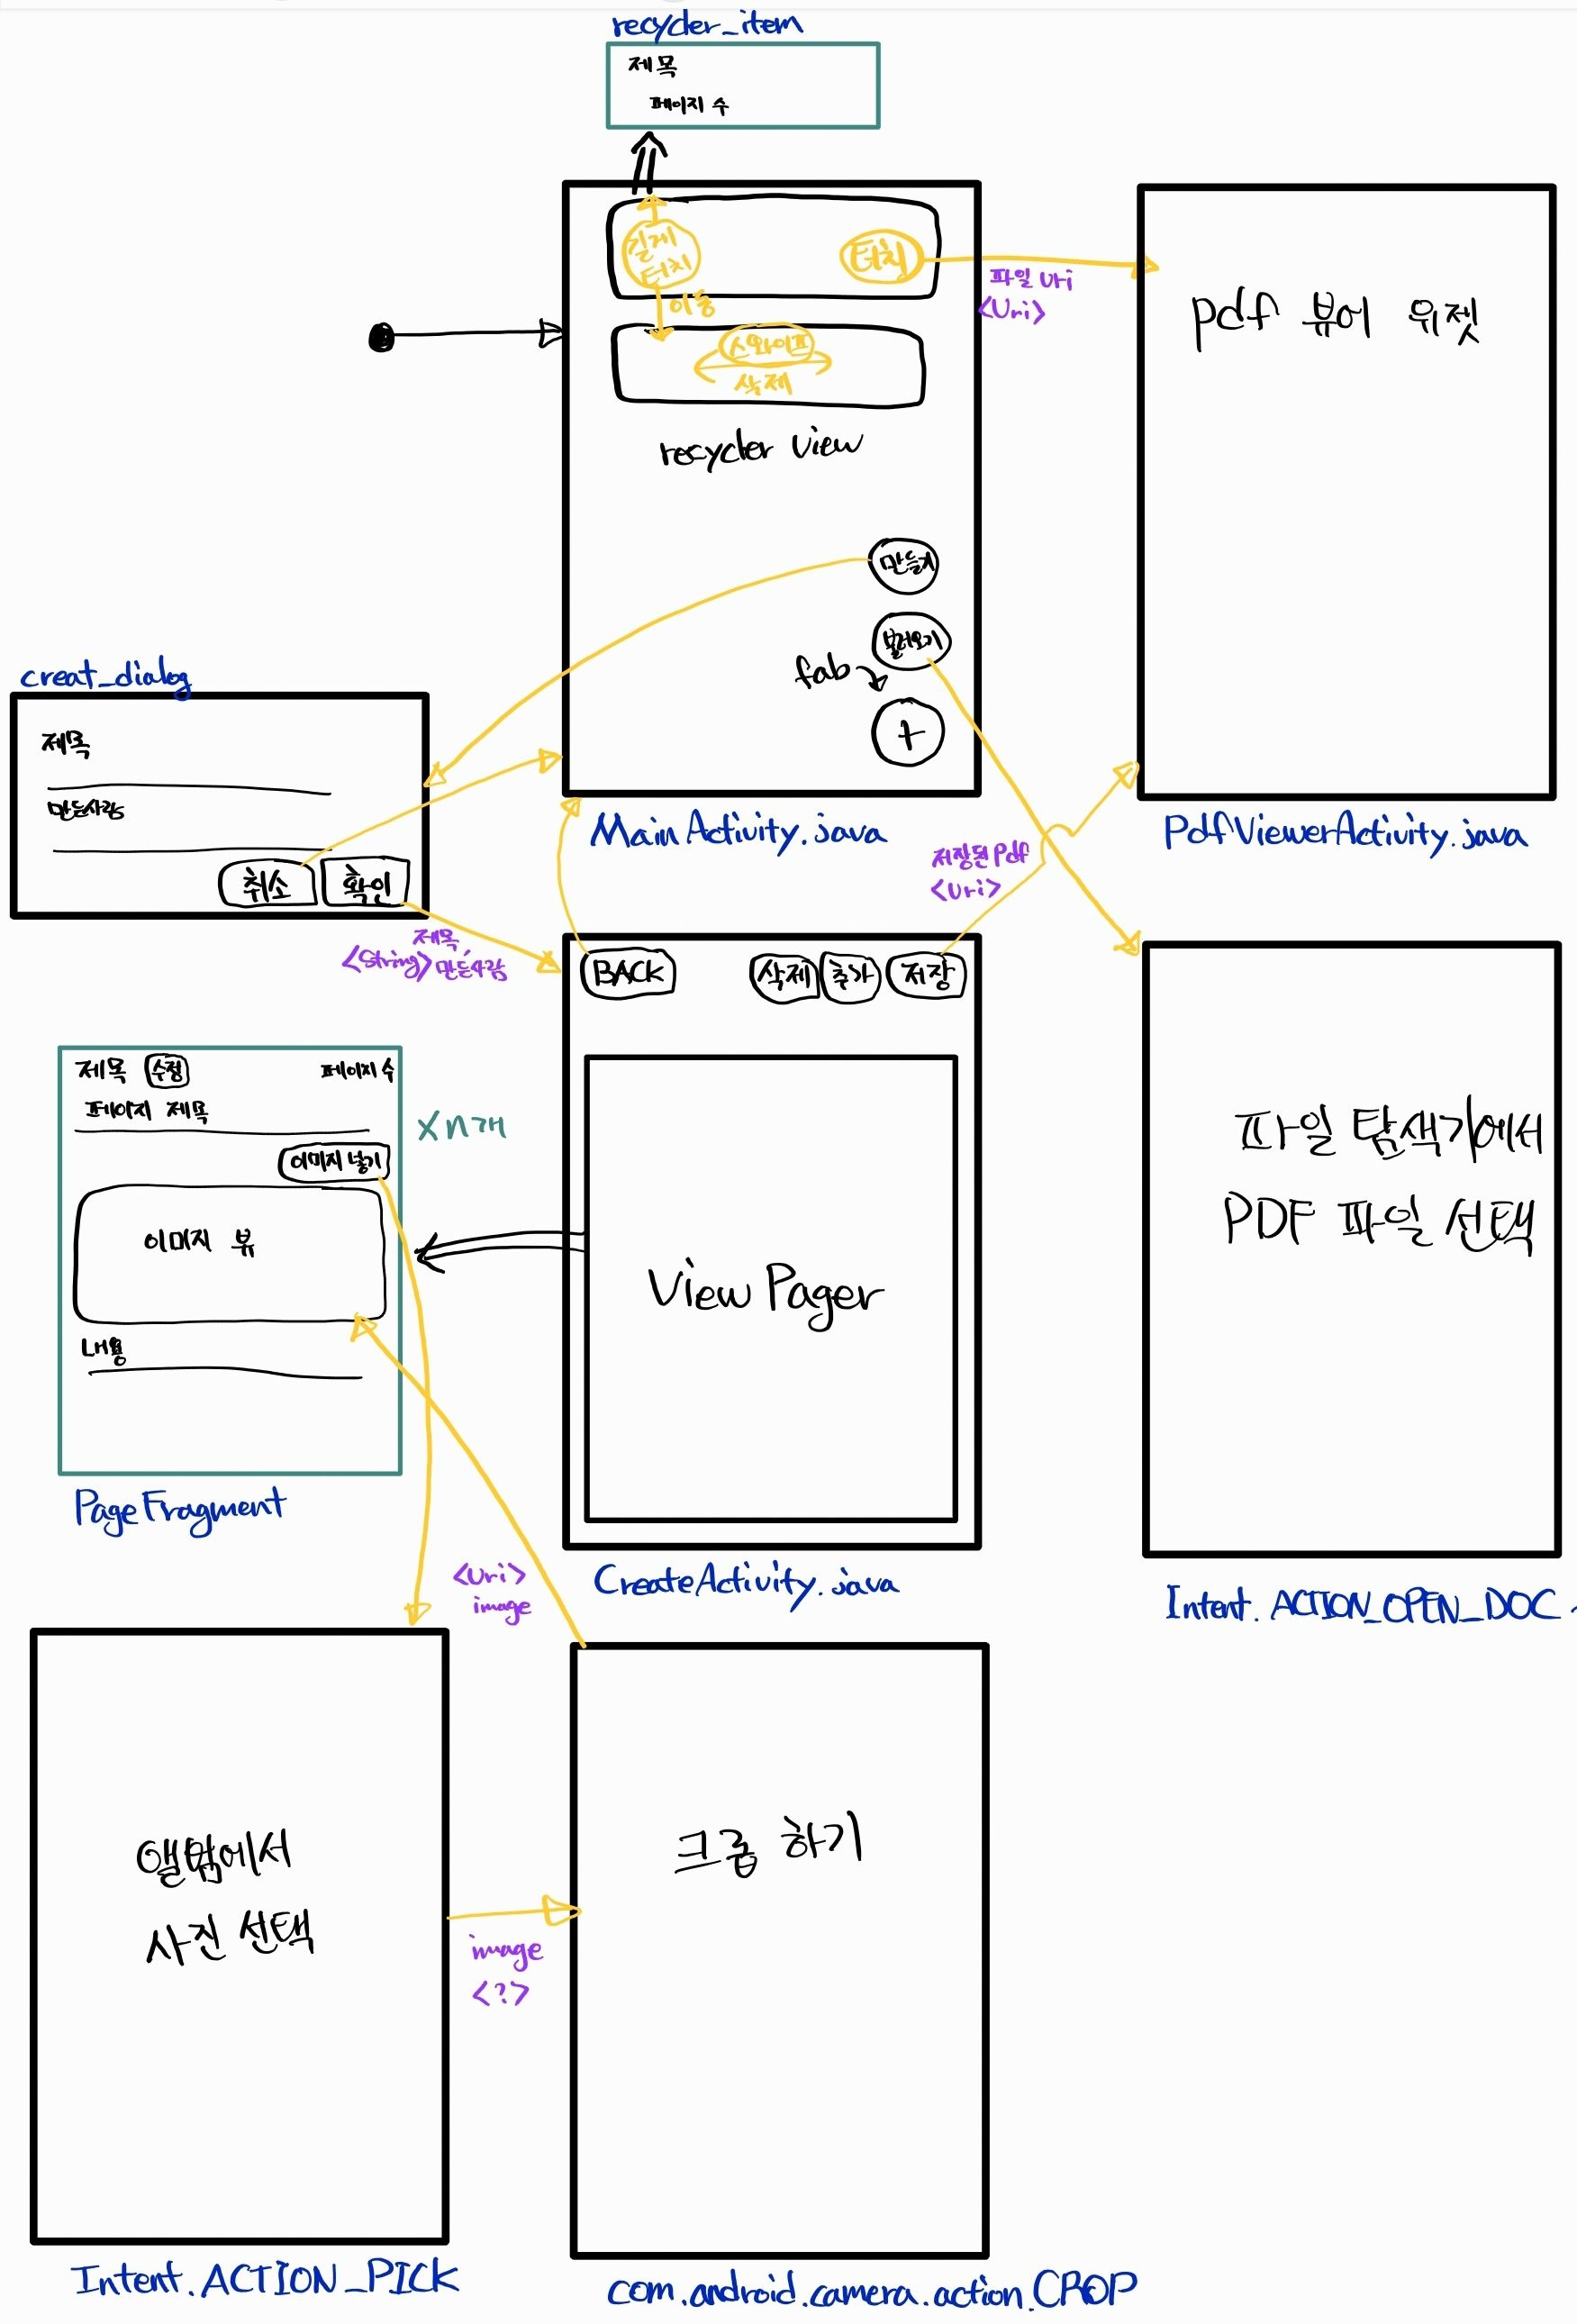 recycler_item
제목
페이지 수
길게
터치
터치
이동
파일 uri
<Uri>
스와이프
삭제
recycler view
pdf 뷰어 위젯
만들기
불러오기
fab
+
MainActivity.java
PdfViewerActivity.java
creat_dialog
제목
만든사람
취소
확인
제목
<String> 만든사람
저장된 pdf
<Uri>
BACK
삭제
추가
저장
View Pager
CreateActivity.java
제목 수정 페이지 수
페이지 제목
이미지 넣기
이미지 뷰
내용
xn개
PageFragment
파일 탐색기에서
PDF 파일 선택
Intent.ACTION_OPEN_DOC
<Uri>
image
앨범에서
사진 선택
Intent.ACTION_PICK
image
<?>
크롭 하기
com.android.camera.action.CROP